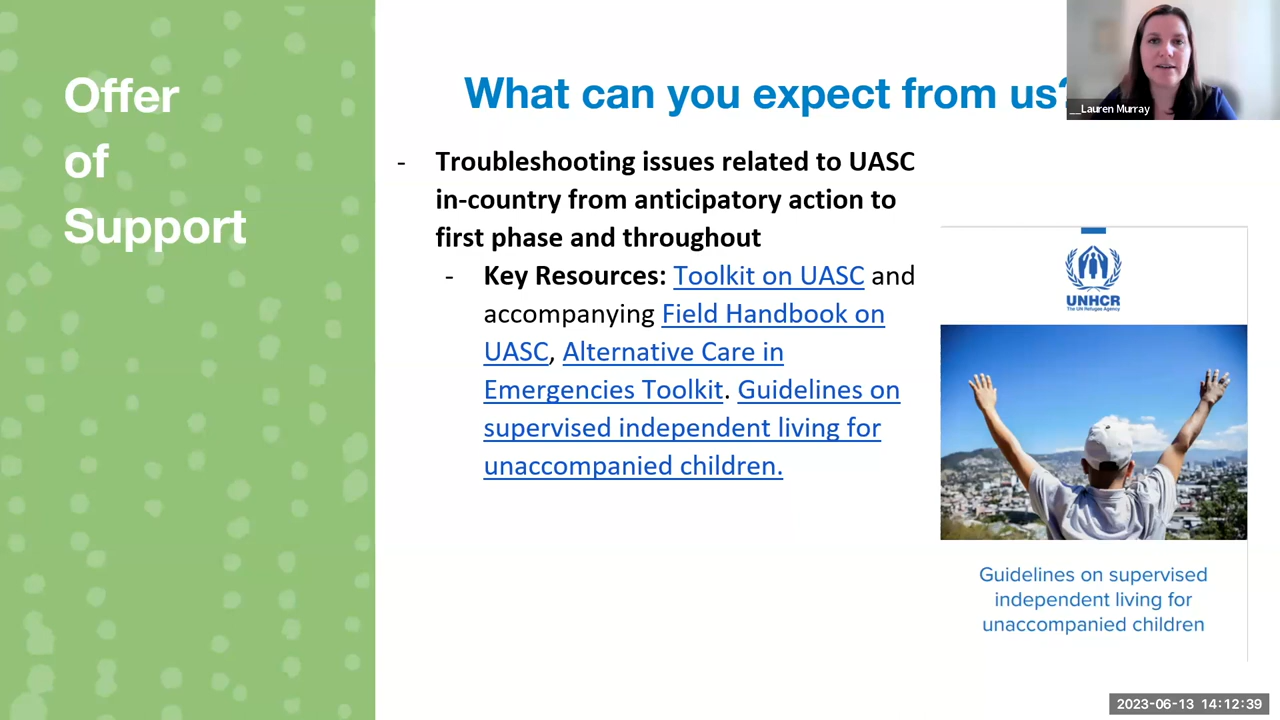 Offer
of
Support
What can you expect from us?
__Lauren Murray
- Troubleshooting issues related to UASC
in-country from anticipatory action to
first phase and throughout
- Key Resources: Toolkit on UASC and
accompanying Field Handbook on
UASC, Alternative Care in
Emergencies Toolkit. Guidelines on
supervised independent living for
unaccompanied children.
UNHCR
The UN Refugee Agency
Guidelines on supervised
independent living for
unaccompanied children
2023-06-13 14:12:39